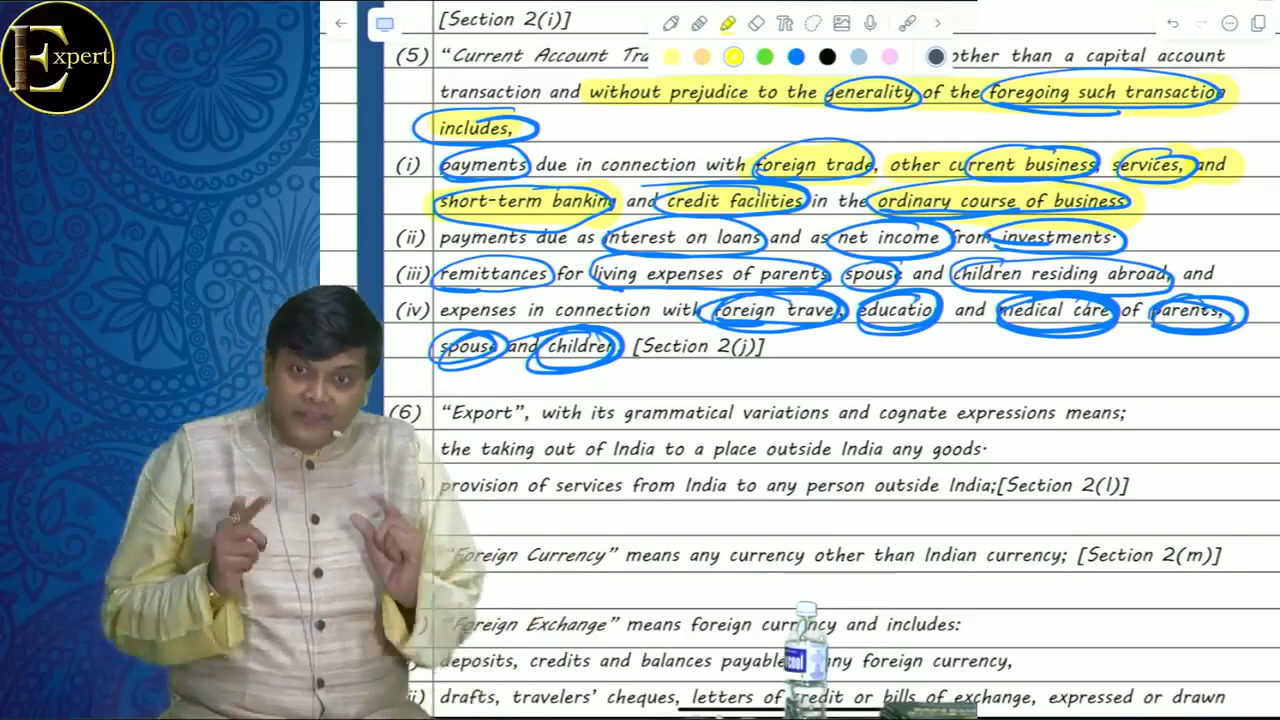 Expert
[Section 2(i)]
(5) “Current Account Tra other than a capital account
transaction and without prejudice to the generality of the foregoing such transaction
includes,
(i) payments due in connection with foreign trade, other current business, services, and
short-term banking and credit facilities in the ordinary course of business
(ii) payments due as interest on loans and as net income from investments.
(iii) remittances for living expenses of parents, spouse and children residing abroad, and
(iv) expenses in connection with foreign travel, education and medical care of parents,
spouse and children [Section 2(j)]
(6) “Export”, with its grammatical variations and cognate expressions means;
the taking out of India to a place outside India any goods.
provision of services from India to any person outside India;[Section 2(l)]
“Foreign Currency” means any currency other than Indian currency; [Section 2(m)]
“Foreign Exchange” means foreign currency and includes:
deposits, credits and balances payable any foreign currency,
drafts, travelers’ cheques, letters of credit or bills of exchange, expressed or drawn
cool